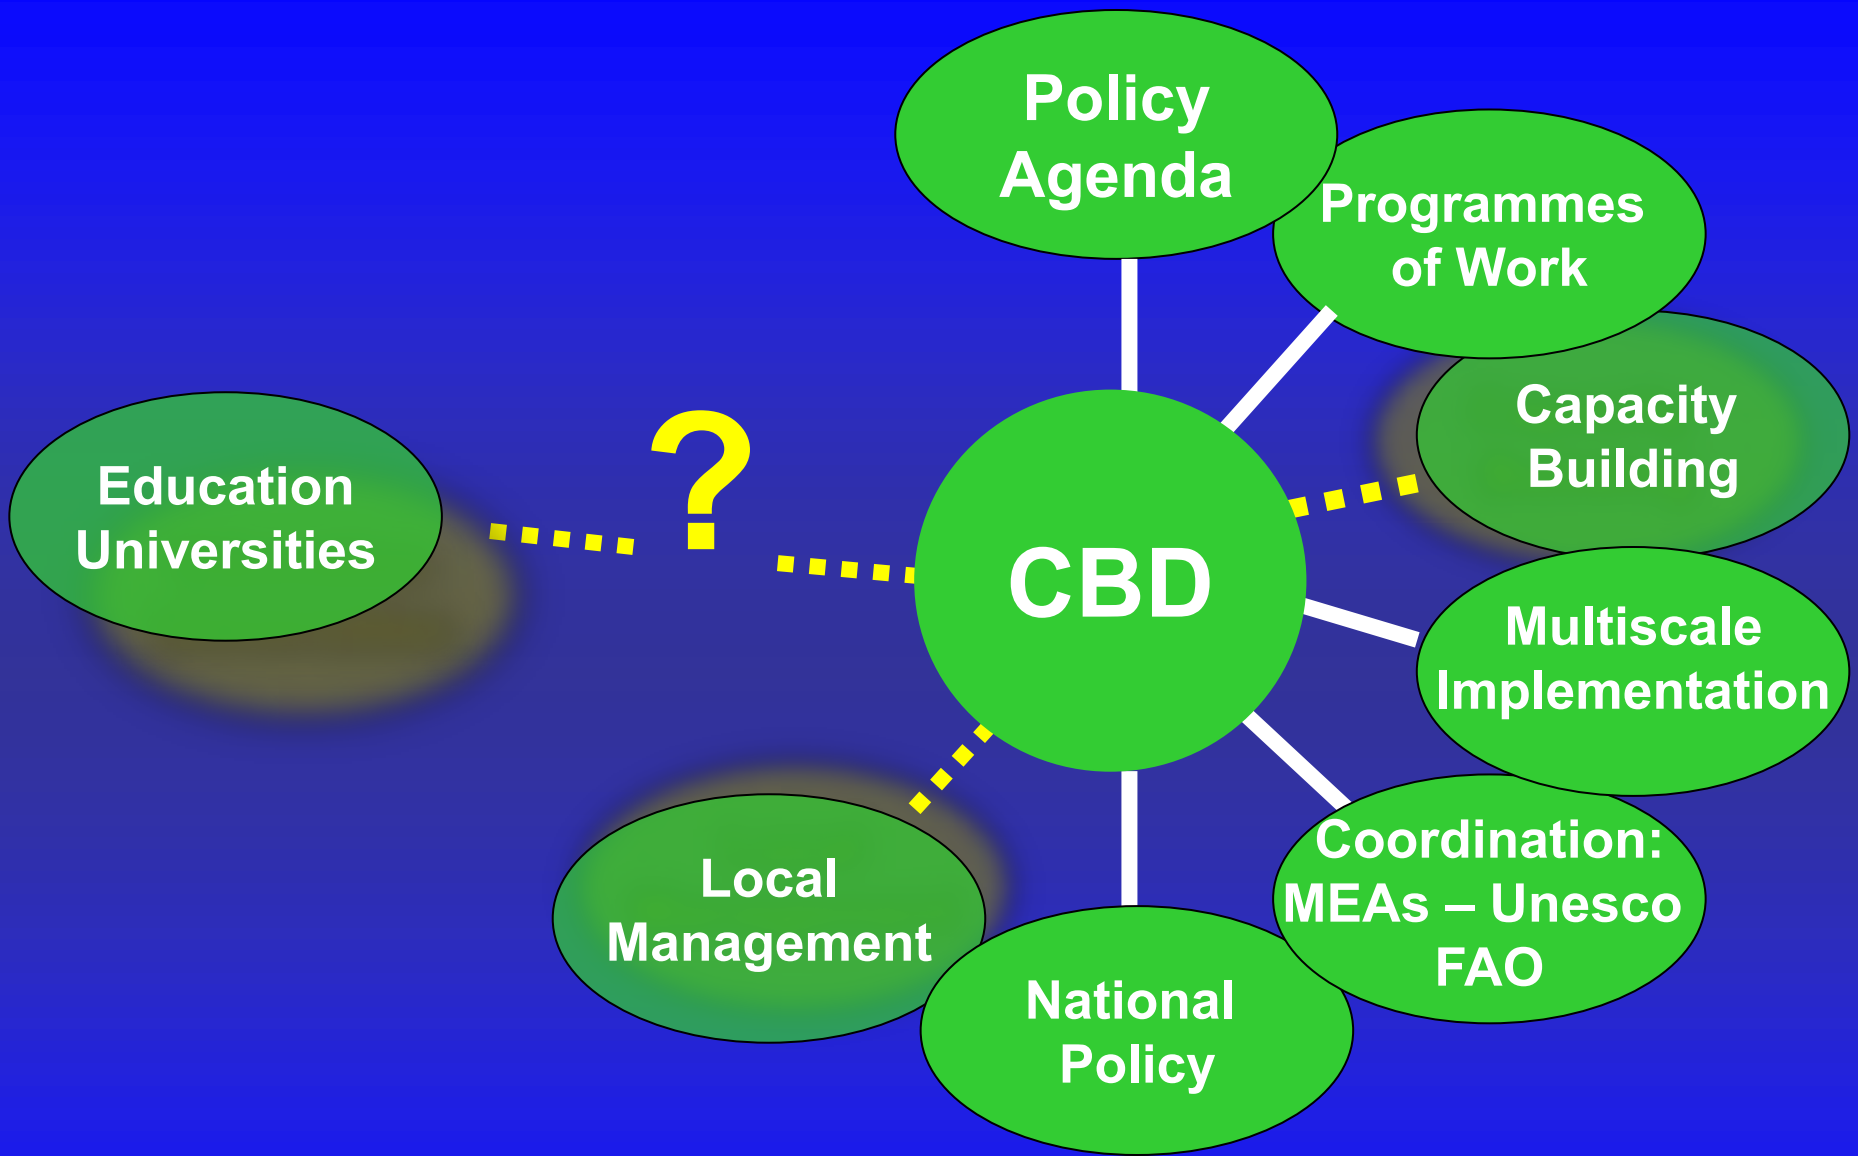 Policy
Agenda
Programmes
of Work
Capacity
Building
Education
Universities
?
CBD
Multiscale
Implementation
Coordination:
MEAs – Unesco
FAO
Local
Management
National
Policy